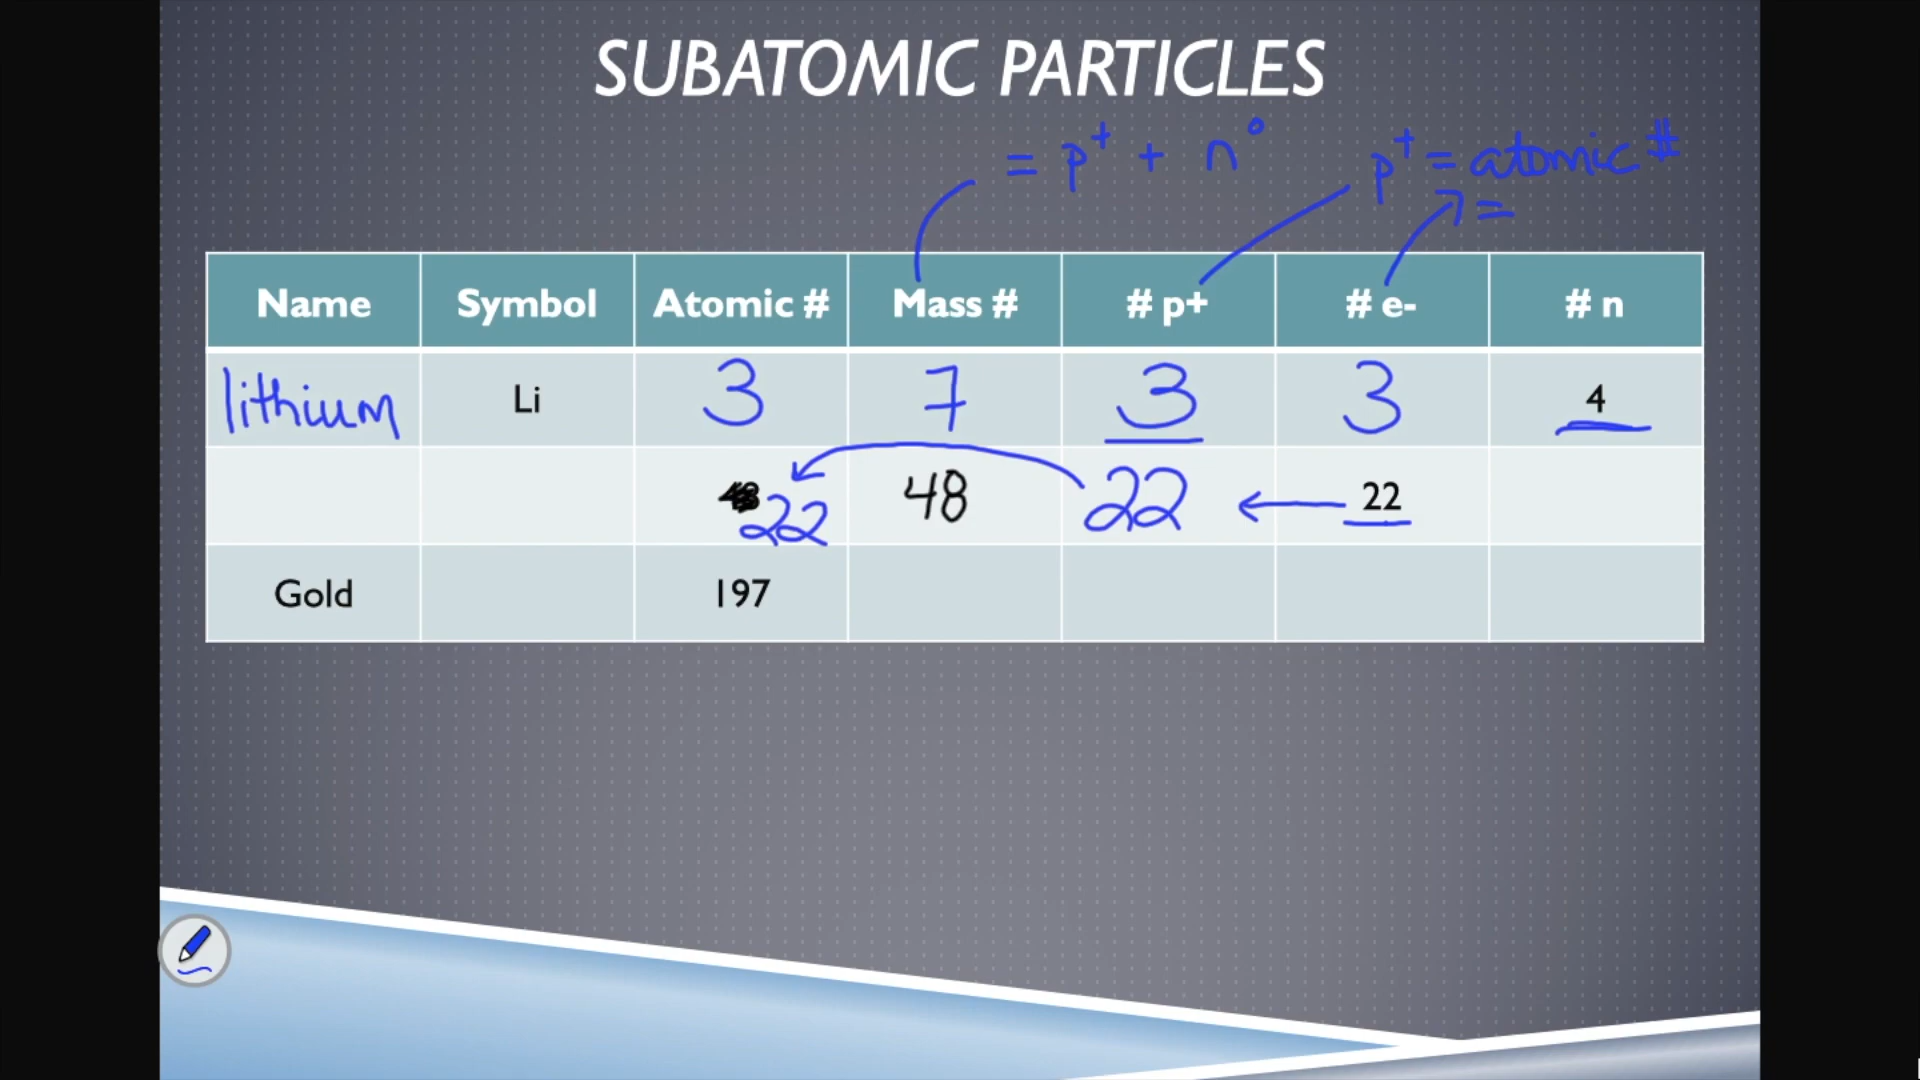 SUBATOMIC PARTICLES
= p⁺ + n⁰ p⁺ = atomic #
=
Name Symbol Atomic # Mass # # p+ # e- # n
lithium Li 3 7 3 3 4
22 48 22 22
Gold 197